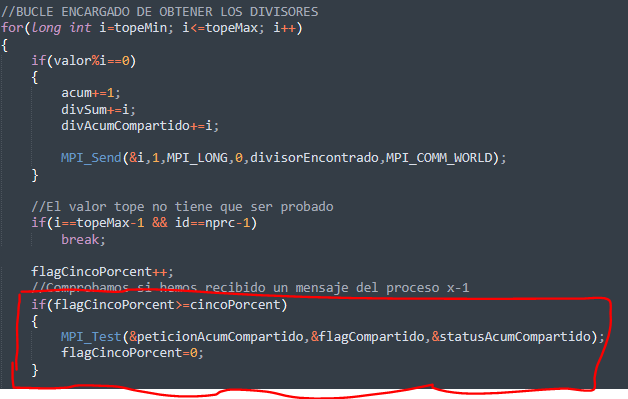 //BUCLE ENCARGADO DE OBTENER LOS DIVISORES
for(long int i=topeMin; i<=topeMax; i++)
{
if(valor%i==0)
{
acum+=1;
divSum+=i;
divAcumCompartido+=i;
MPI_Send(&i,1,MPI_LONG,0,divisorEncontrado,MPI_COMM_WORLD);
}
//El valor tope no tiene que ser probado
if(i==topeMax-1 && id==nprc-1)
break;
flagCincoPorcent++;
//Comprobamos si hemos recibido un mensaje del proceso x-1
if(flagCincoPorcent>=cincoPorcent)
{
MPI_Test(&peticionAcumCompartido,&flagCompartido,&statusAcumCompartido);
flagCincoPorcent=0;
}